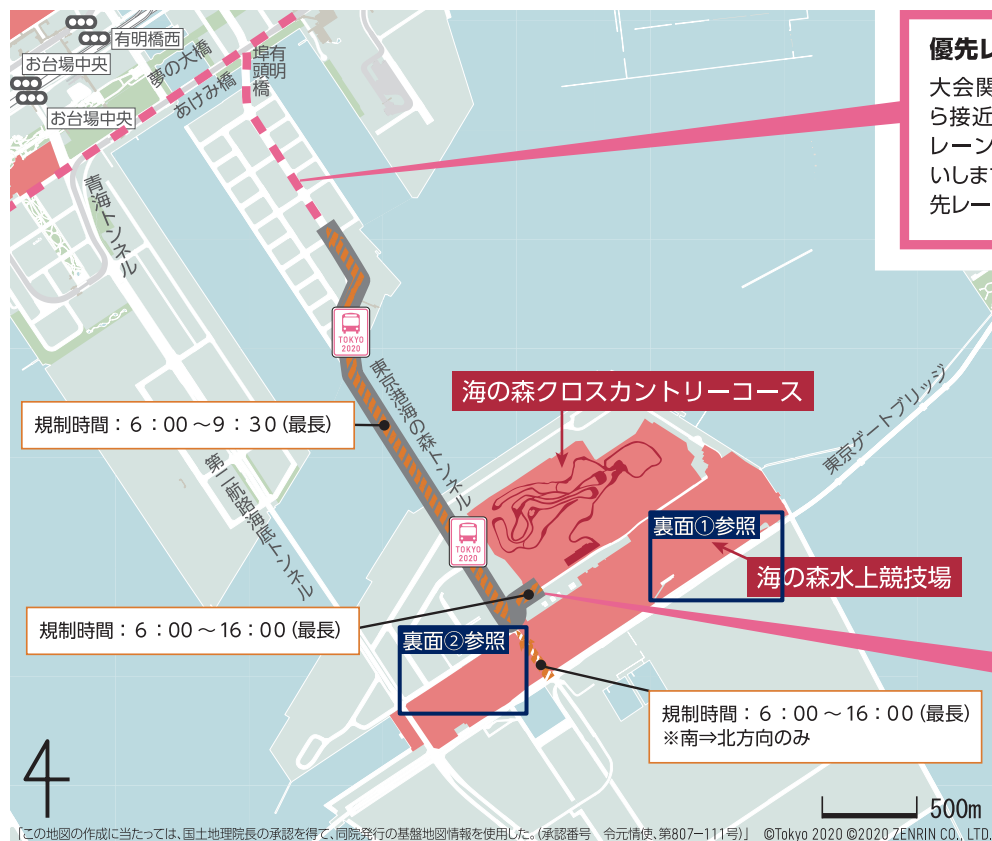 有明橋西
お台場中央
夢の大橋
有明
埠頭橋
あけみ橋
お台場中央
優先レ
大会関
ら接近
レーン
いします
先レー
青海トンネル
TOKYO
2020
東京港海の森トンネル
海の森クロスカントリーコース
東京ゲートブリッジ
規制時間：６：００～９：３０（最長）
第二航路海底トンネル
TOKYO
2020
裏面①参照
海の森水上競技場
規制時間：６：００～１６：００（最長）
裏面②参照
規制時間：６：００～１６：００（最長）
※南⇒北方向のみ
4
500m
「この地図の作成に当たっては、国土地理院長の承認を得て、同院発行の基盤地図情報を使用した。（承認番号　令元情使、第807-111号）」　©Tokyo 2020 ©2020 ZENRIN CO., LTD.